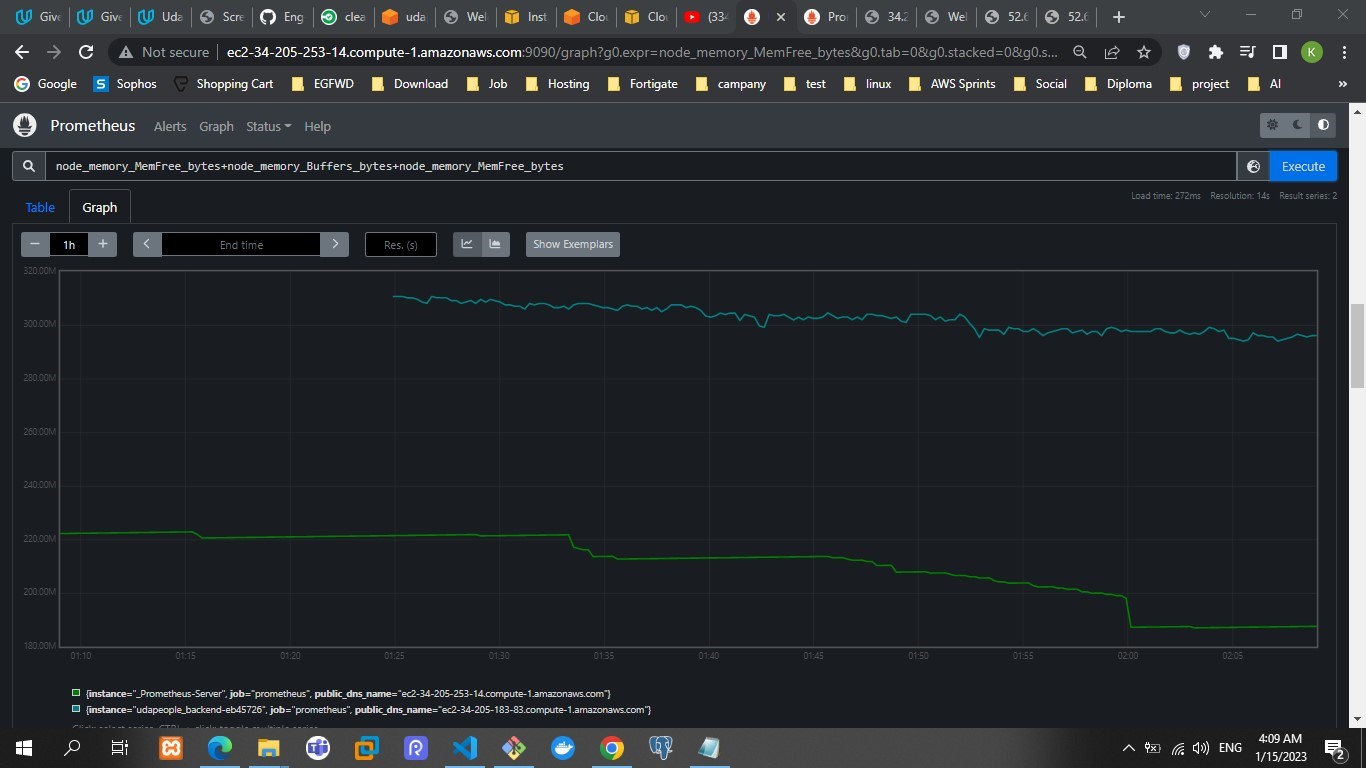 Give
Give
Uda
Scre
Eng
clea
uda
Wel
Inst
Clou
Clou
(334
Pro
34.2
Wel
52.6
52.6
Not secure
ec2-34-205-253-14.compute-1.amazonaws.com:9090/graph?g0.expr=node_memory_MemFree_bytes&g0.tab=0&g0.stacked=0&g0.s...
K
Google
Sophos
Shopping Cart
EGFWD
Download
Job
Hosting
Fortigate
campany
test
linux
AWS Sprints
Social
Diploma
project
AI
»
Prometheus
Alerts
Graph
Status
Help
node_memory_MemFree_bytes+node_memory_Buffers_bytes+node_memory_MemFree_bytes
Execute
Load time: 272ms Resolution: 14s Result series: 2
Table
Graph
1h
End time
Res. (s)
Show Exemplars
320.00M
300.00M
280.00M
260.00M
240.00M
220.00M
200.00M
180.00M
01:10
01:15
01:20
01:25
01:30
01:35
01:40
01:45
01:50
01:55
02:00
02:05
{instance="_Prometheus-Server", job="prometheus", public_dns_name="ec2-34-205-253-14.compute-1.amazonaws.com"}
{instance="udapeople_backend-eb45726", job="prometheus", public_dns_name="ec2-34-205-183-83.compute-1.amazonaws.com"}
ENG
4:09 AM
1/15/2023
2